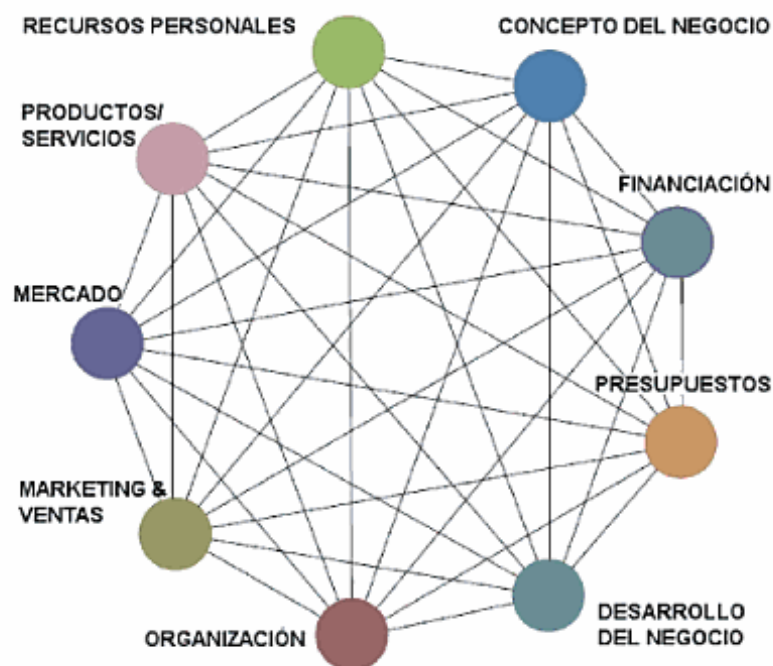 RECURSOS PERSONALES
CONCEPTO DEL NEGOCIO
PRODUCTOS/
SERVICIOS
FINANCIACIÓN
MERCADO
PRESUPUESTOS
MARKETING &
VENTAS
ORGANIZACIÓN
DESARROLLO
DEL NEGOCIO